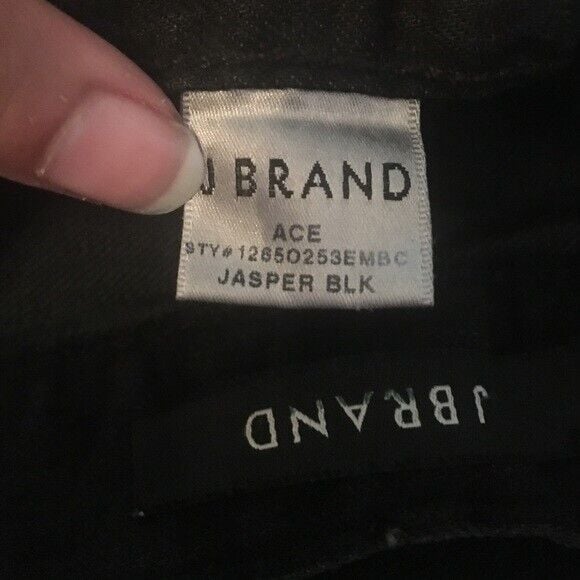 J BRAND
ACE
STY# 12650253EMBC
JASPER BLK
JBRAND